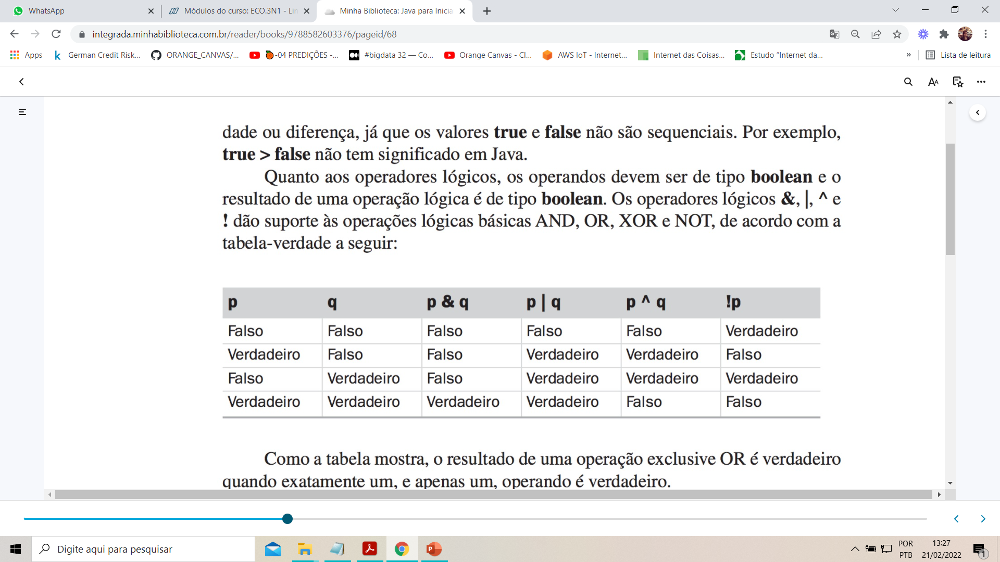 WhatsApp
Módulos do curso: ECO.3N1 - Lin
Minha Biblioteca: Java para Inicia
integrada.minhabiblioteca.com.br/reader/books/9788582603376/pageid/68
Apps
k German Credit Risk...
ORANGE_CANVAS/...
-04 PREDIÇÕES -...
#bigdata 32 — Co...
Orange Canvas - Cl...
AWS IoT - Internet...
Internet das Coisas...
Estudo “Internet da...
»
Lista de leitura
AA
dade ou diferença, já que os valores true e false não são sequenciais. Por exemplo,
true > false não tem significado em Java.
Quanto aos operadores lógicos, os operandos devem ser de tipo boolean e o
resultado de uma operação lógica é de tipo boolean. Os operadores lógicos &, |, ^ e
! dão suporte às operações lógicas básicas AND, OR, XOR e NOT, de acordo com a
tabela-verdade a seguir:
p q p & q p | q p ^ q !p
Falso Falso Falso Falso Falso Verdadeiro
Verdadeiro Falso Falso Verdadeiro Verdadeiro Falso
Falso Verdadeiro Falso Verdadeiro Verdadeiro Verdadeiro
Verdadeiro Verdadeiro Verdadeiro Verdadeiro Falso Falso
Como a tabela mostra, o resultado de uma operação exclusive OR é verdadeiro
quando exatamente um, e apenas um, operando é verdadeiro.
Digite aqui para pesquisar
POR
PTB
13:27
21/02/2022
1